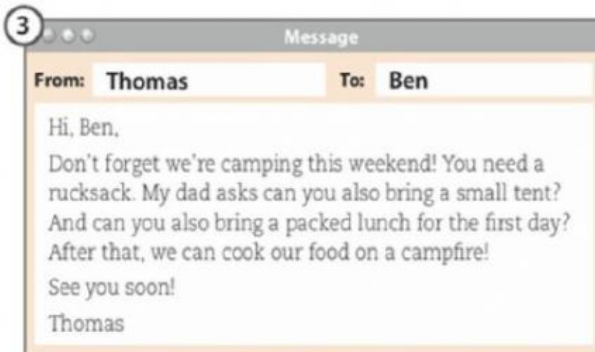 3
Message
From: Thomas To: Ben
Hi, Ben,
Don't forget we're camping this weekend! You need a
rucksack. My dad asks can you also bring a small tent?
And can you also bring a packed lunch for the first day?
After that, we can cook our food on a campfire!
See you soon!
Thomas